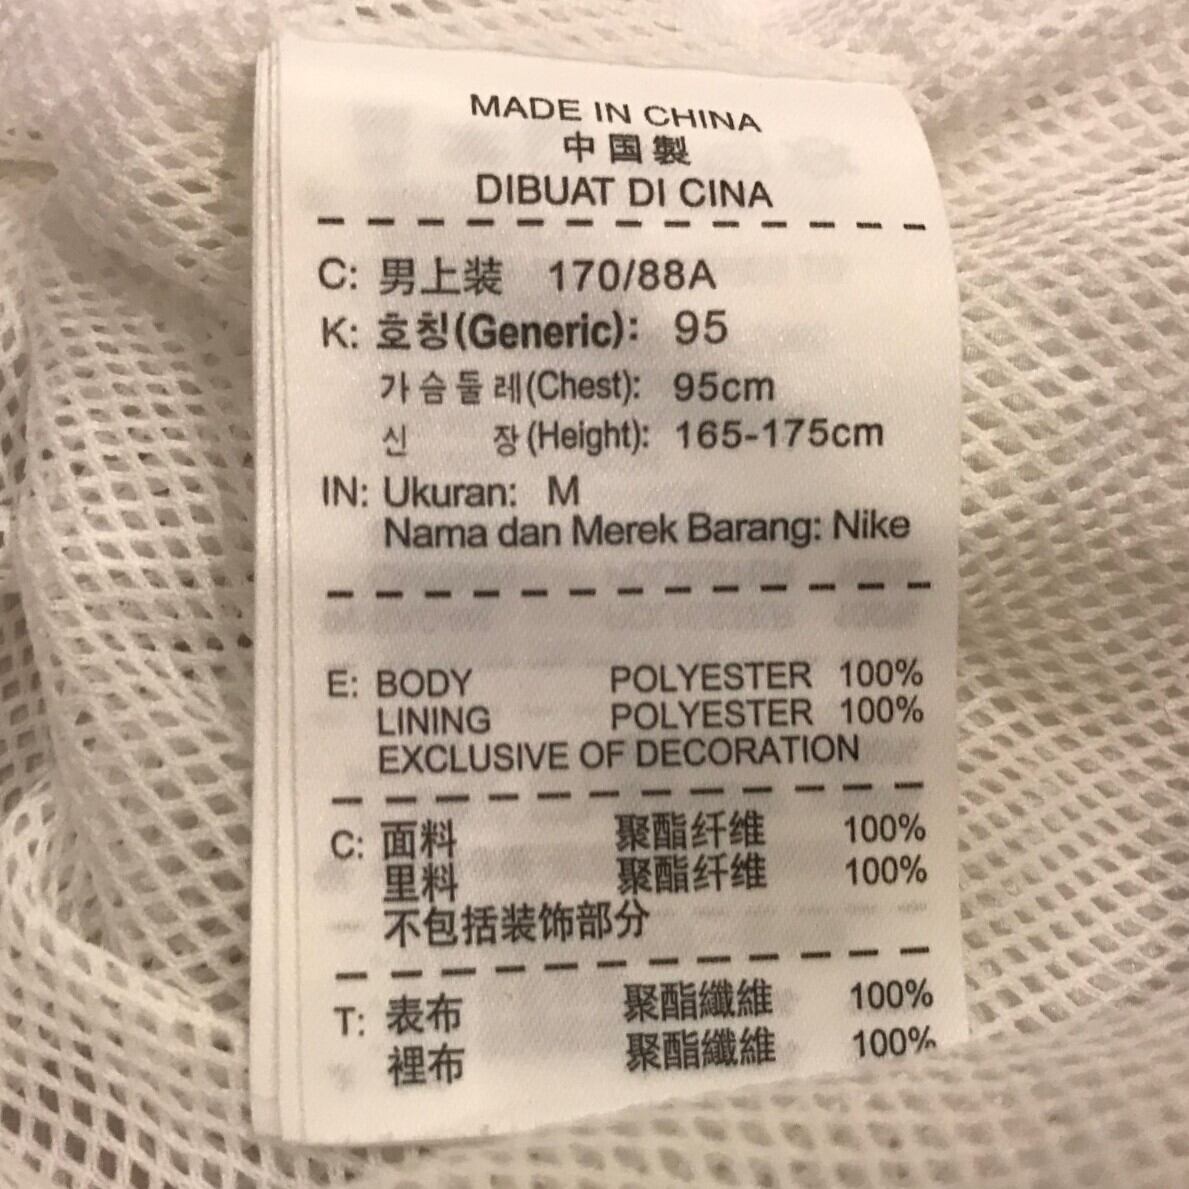 MADE IN CHINA
中国製
DIBUAT DI CINA
C: 男上装 170/88A
K: 호칭(Generic): 95
가슴둘레(Chest): 95cm
신 장(Height): 165-175cm
IN: Ukuran: M
Nama dan Merek Barang: Nike
E: BODY POLYESTER 100%
LINING POLYESTER 100%
EXCLUSIVE OF DECORATION
C: 面料 聚酯纤维 100%
里料 聚酯纤维 100%
不包括装饰部分
T: 表布 聚酯纖維 100%
裡布 聚酯纖維 100%